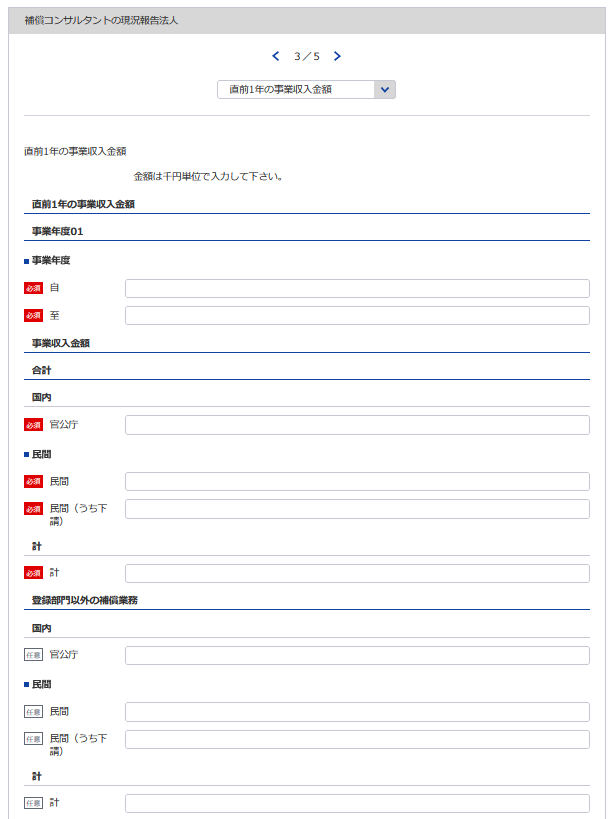 補償コンサルタントの現況報告法人
3／5
直前1年の事業収入金額
直前1年の事業収入金額
金額は千円単位で入力して下さい。
直前1年の事業収入金額
事業年度01
事業年度
必須 自
必須 至
事業収入金額
合計
国内
必須 官公庁
民間
必須 民間
必須 民間（うち下
請）
計
必須 計
登録部門以外の補償業務
国内
任意 官公庁
民間
任意 民間
任意 民間（うち下
請）
計
任意 計